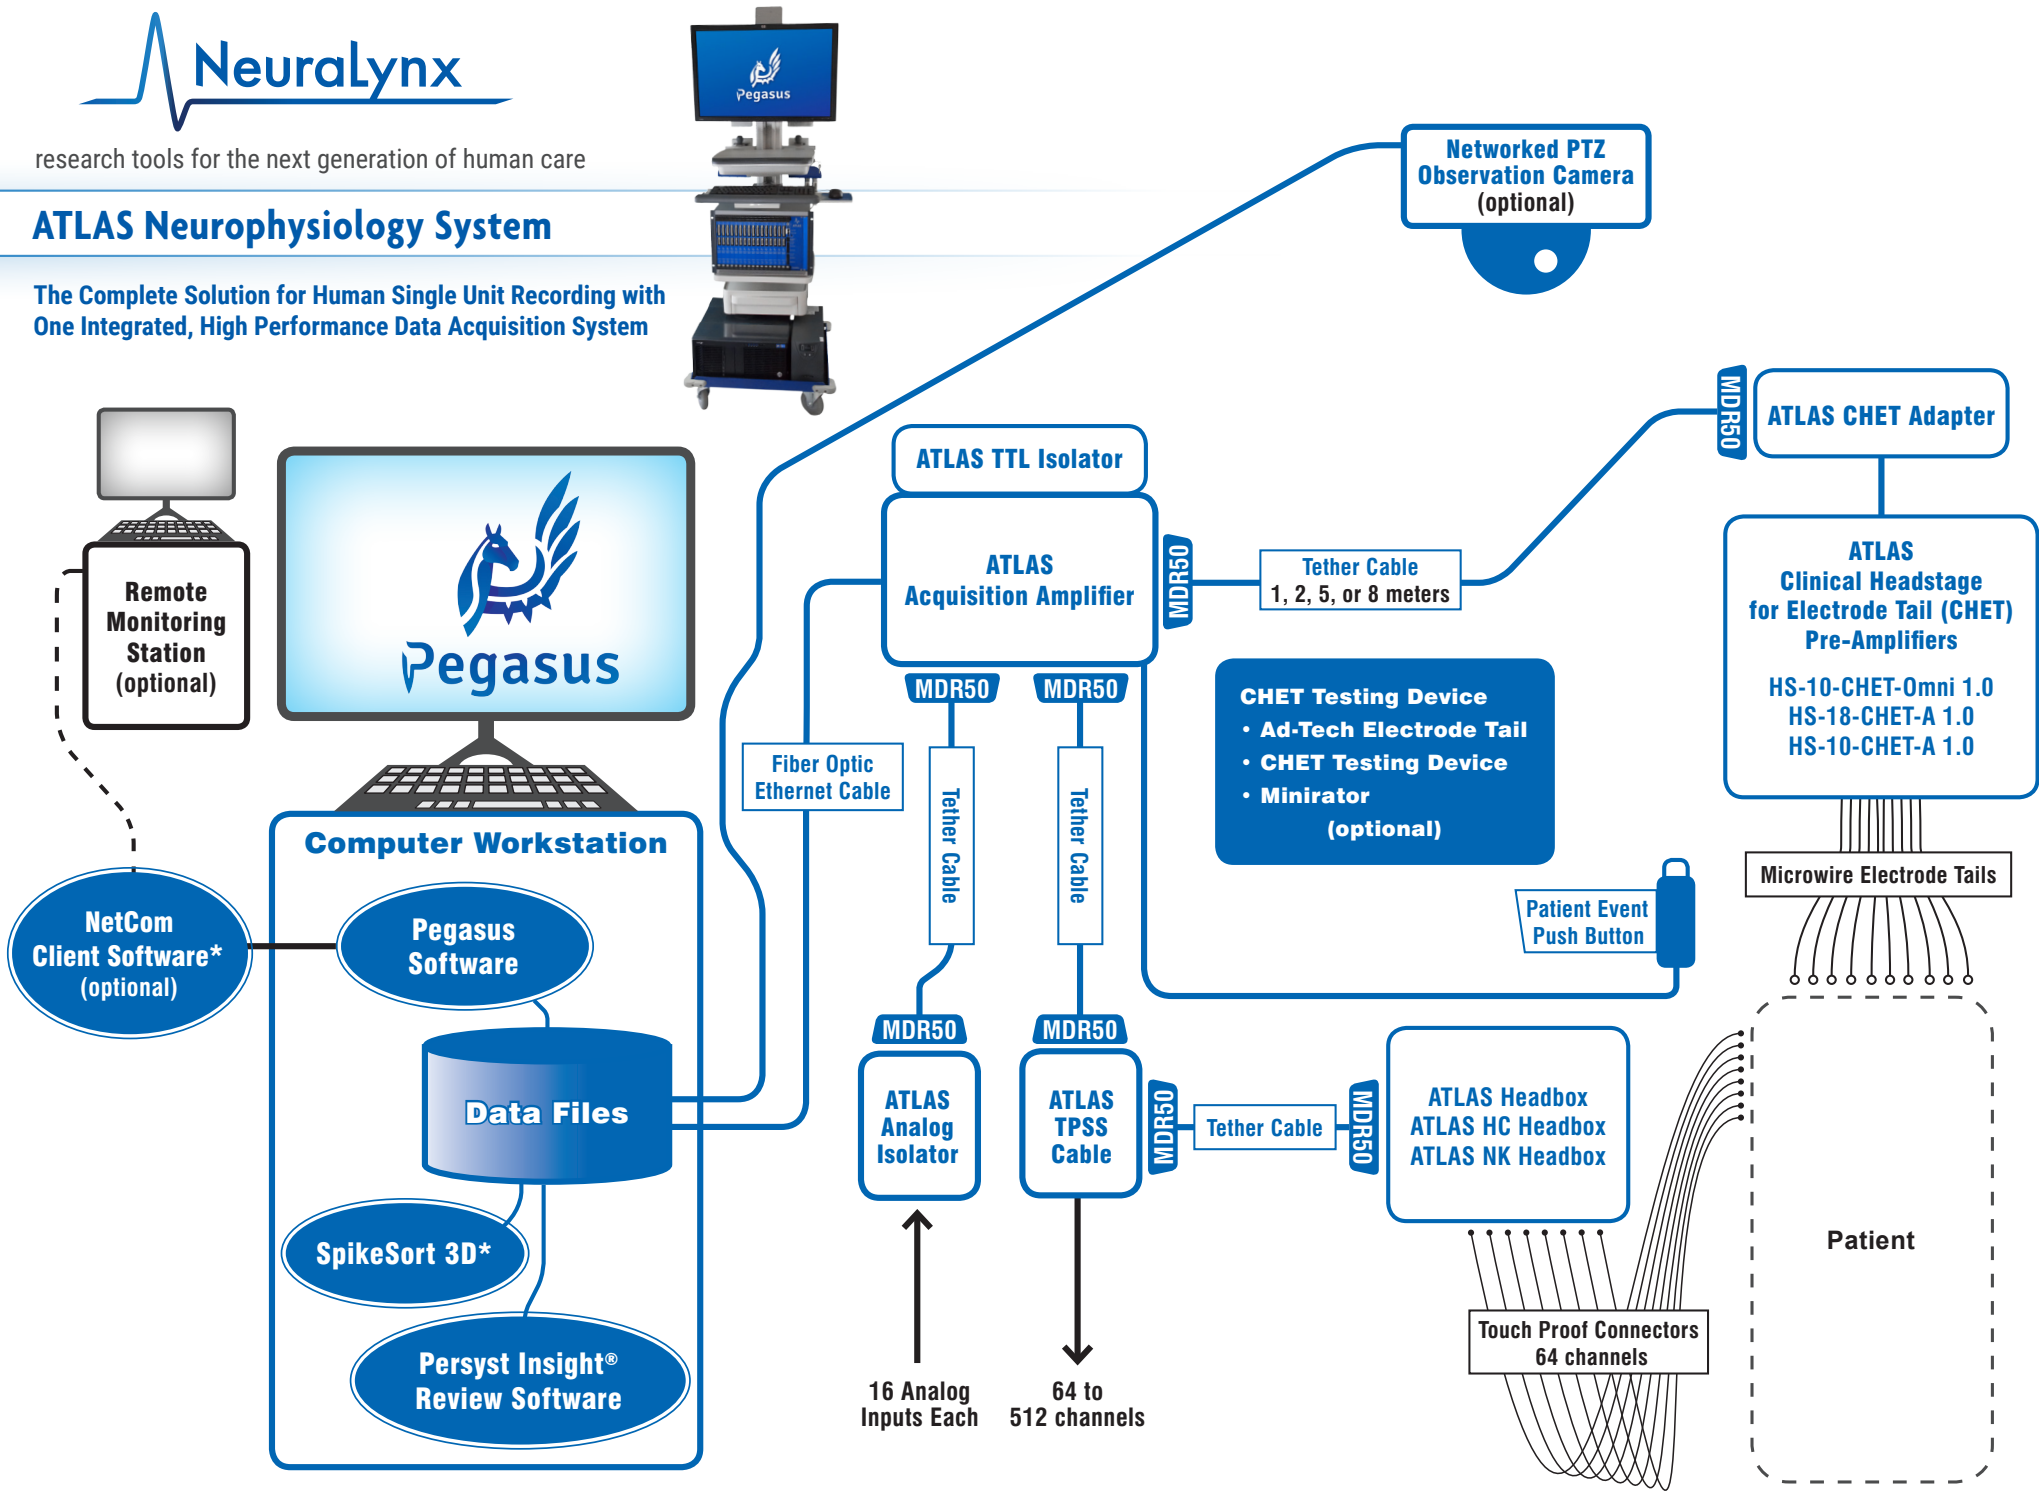 NeuraLynx
research tools for the next generation of human care
ATLAS Neurophysiology System
The Complete Solution for Human Single Unit Recording with
One Integrated, High Performance Data Acquisition System
Pegasus
Networked PTZ
Observation Camera
(optional)
MDR50
ATLAS CHET Adapter
ATLAS TTL Isolator
ATLAS
Acquisition Amplifier
MDR50
Tether Cable
1, 2, 5, or 8 meters
ATLAS
Clinical Headstage
for Electrode Tail (CHET)
Pre-Amplifiers
HS-10-CHET-Omni 1.0
HS-18-CHET-A 1.0
HS-10-CHET-A 1.0
Remote
Monitoring
Station
(optional)
Pegasus
MDR50
MDR50
CHET Testing Device
• Ad-Tech Electrode Tail
• CHET Testing Device
• Minirator
(optional)
Fiber Optic
Ethernet Cable
Tether Cable
Tether Cable
Computer Workstation
Microwire Electrode Tails
Patient Event
Push Button
NetCom
Client Software*
(optional)
Pegasus
Software
Data Files
MDR50
MDR50
ATLAS
Analog
Isolator
ATLAS
TPSS
Cable
MDR50
Tether Cable
MDR50
ATLAS Headbox
ATLAS HC Headbox
ATLAS NK Headbox
Patient
SpikeSort 3D*
Persyst Insight®
Review Software
Touch Proof Connectors
64 channels
16 Analog
Inputs Each
64 to
512 channels